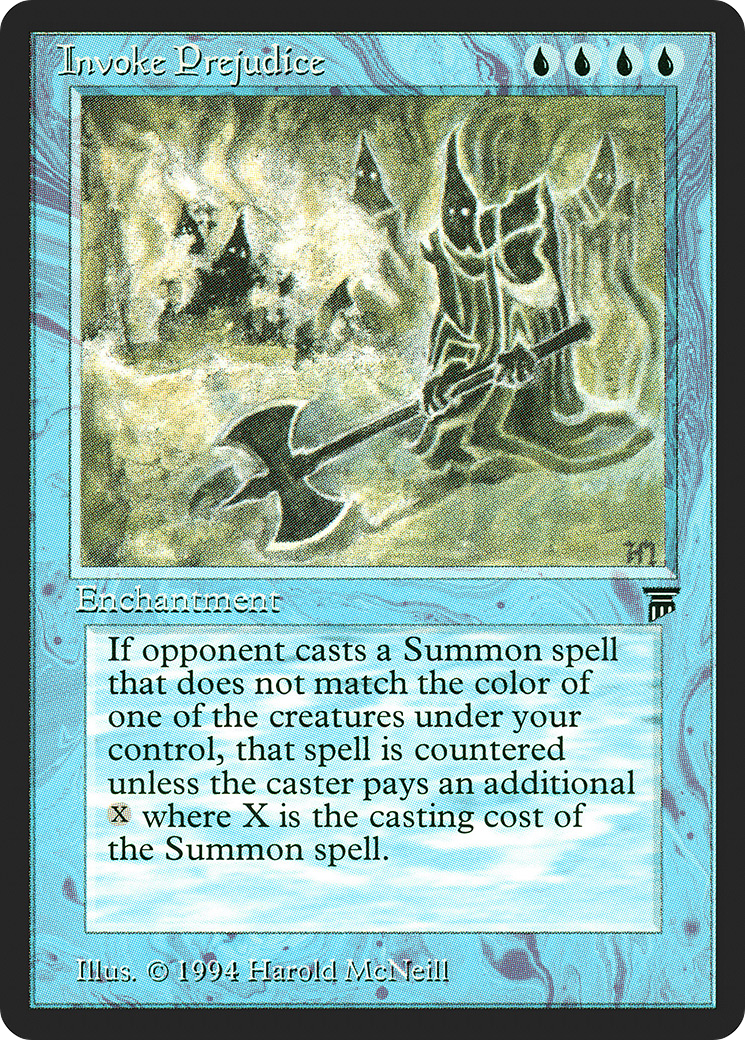 Invoke Prejudice
HM
Enchantment
If opponent casts a Summon spell
that does not match the color of
one of the creatures under your
control, that spell is countered
unless the caster pays an additional
X where X is the casting cost of
the Summon spell.
Illus. © 1994 Harold McNeill